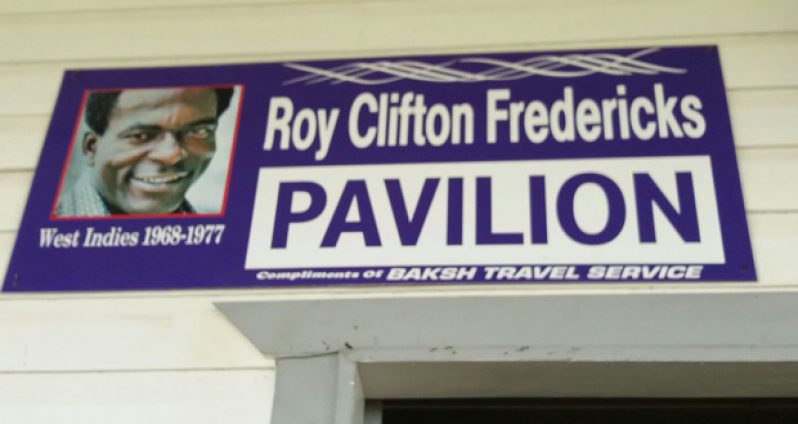 Roy Clifton Fredericks
PAVILION
West Indies 1968-1977
Compliments Of BAKSH TRAVEL SERVICE